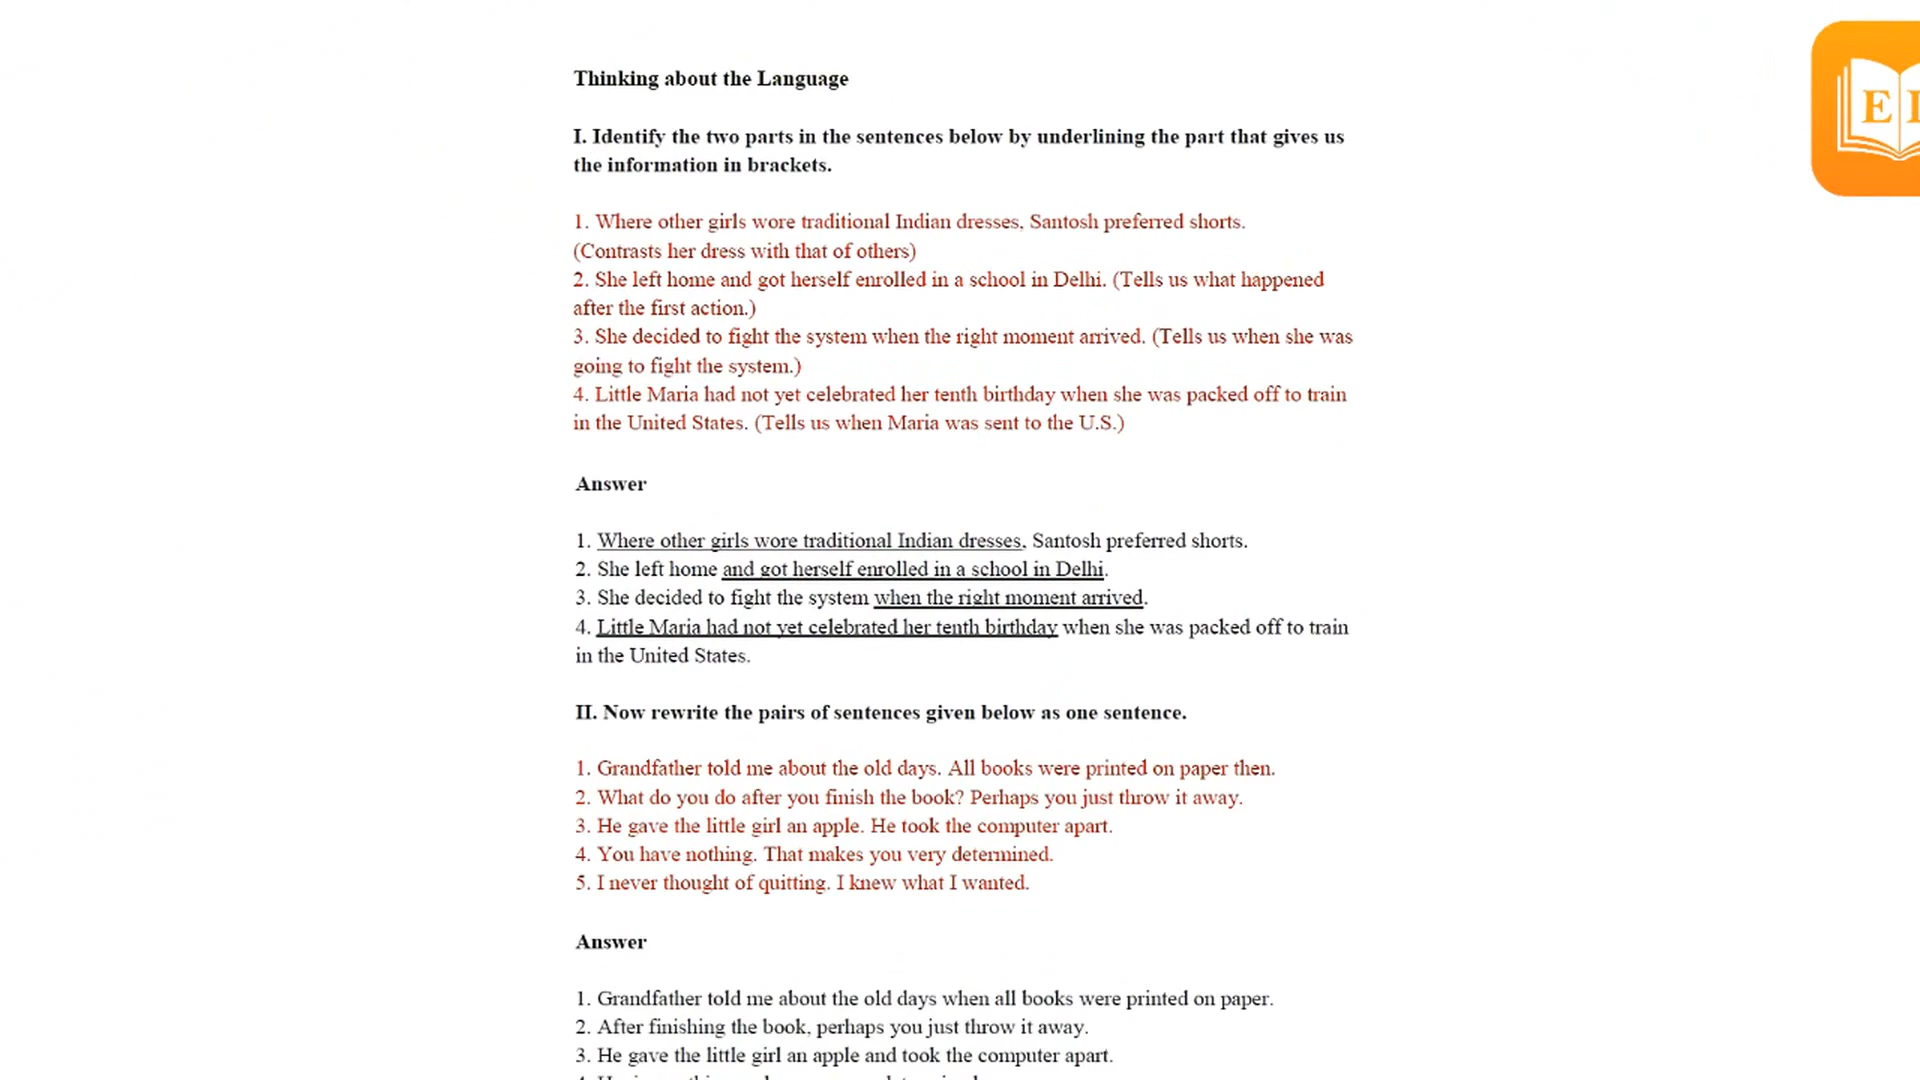 Thinking about the Language
I. Identify the two parts in the sentences below by underlining the part that gives us
the information in brackets.
1. Where other girls wore traditional Indian dresses, Santosh preferred shorts.
(Contrasts her dress with that of others)
2. She left home and got herself enrolled in a school in Delhi. (Tells us what happened
after the first action.)
3. She decided to fight the system when the right moment arrived. (Tells us when she was
going to fight the system.)
4. Little Maria had not yet celebrated her tenth birthday when she was packed off to train
in the United States. (Tells us when Maria was sent to the U.S.)
Answer
1. Where other girls wore traditional Indian dresses, Santosh preferred shorts.
2. She left home and got herself enrolled in a school in Delhi.
3. She decided to fight the system when the right moment arrived.
4. Little Maria had not yet celebrated her tenth birthday when she was packed off to train
in the United States.
II. Now rewrite the pairs of sentences given below as one sentence.
1. Grandfather told me about the old days. All books were printed on paper then.
2. What do you do after you finish the book? Perhaps you just throw it away.
3. He gave the little girl an apple. He took the computer apart.
4. You have nothing. That makes you very determined.
5. I never thought of quitting. I knew what I wanted.
Answer
1. Grandfather told me about the old days when all books were printed on paper.
2. After finishing the book, perhaps you just throw it away.
3. He gave the little girl an apple and took the computer apart.
E